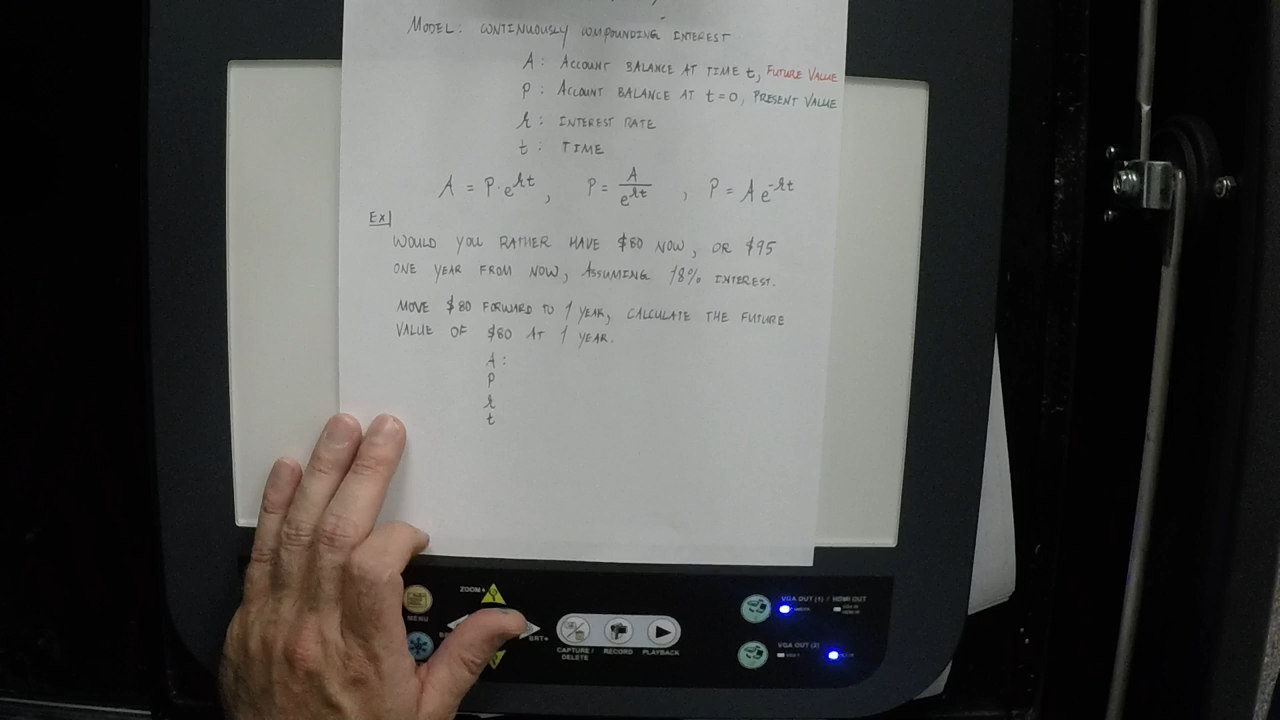 MODEL: CONTINUOUSLY COMPOUNDING INTEREST
A: ACCOUNT BALANCE AT TIME t, FUTURE VALUE
P: ACCOUNT BALANCE AT t=0, PRESENT VALUE
r: INTEREST RATE
t: TIME
A = P·e^rt, P = A/e^rt, P = A e^-rt
Ex|
WOULD YOU RATHER HAVE $80 NOW, OR $95
ONE YEAR FROM NOW, ASSUMING 18% INTEREST.
MOVE $80 FORWARD TO 1 YEAR, CALCULATE THE FUTURE
VALUE OF $80 AT 1 YEAR.
A:
P
r
t
ZOOM+
MENU
BRT+
CAPTURE / DELETE
RECORD
PLAYBACK
VGA OUT (1) / HDMI OUT
VGA OUT (2)